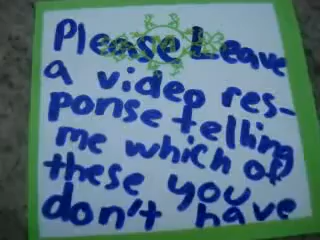 Please Leave
a video res-
ponse telling
me which of
these you
don't have